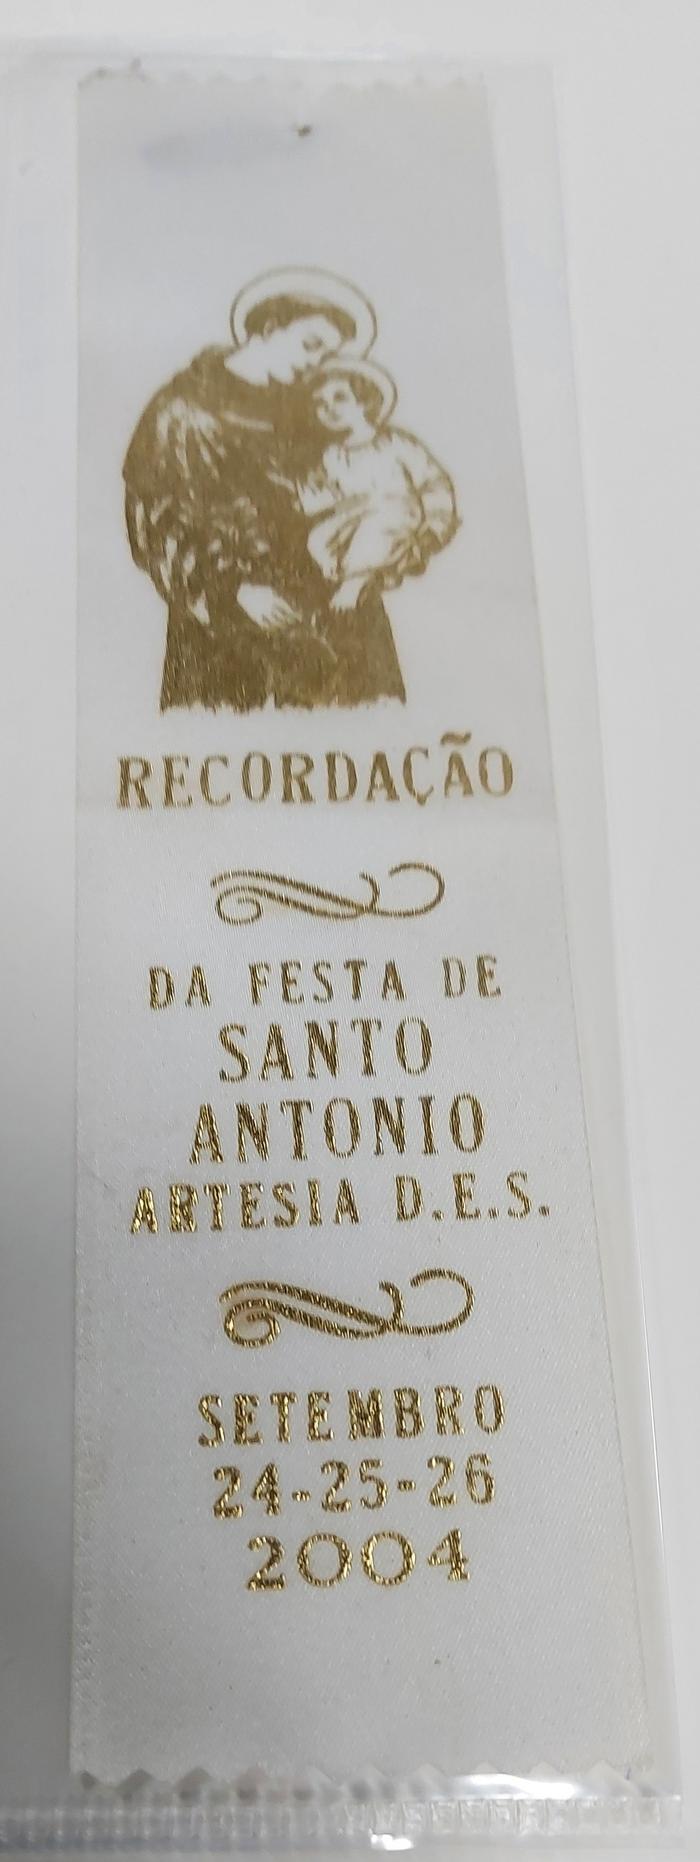 RECORDAÇÃO
DA FESTA DE
SANTO
ANTONIO
ARTESIA D.E.S.
SETEMBRO
24-25-26
2004